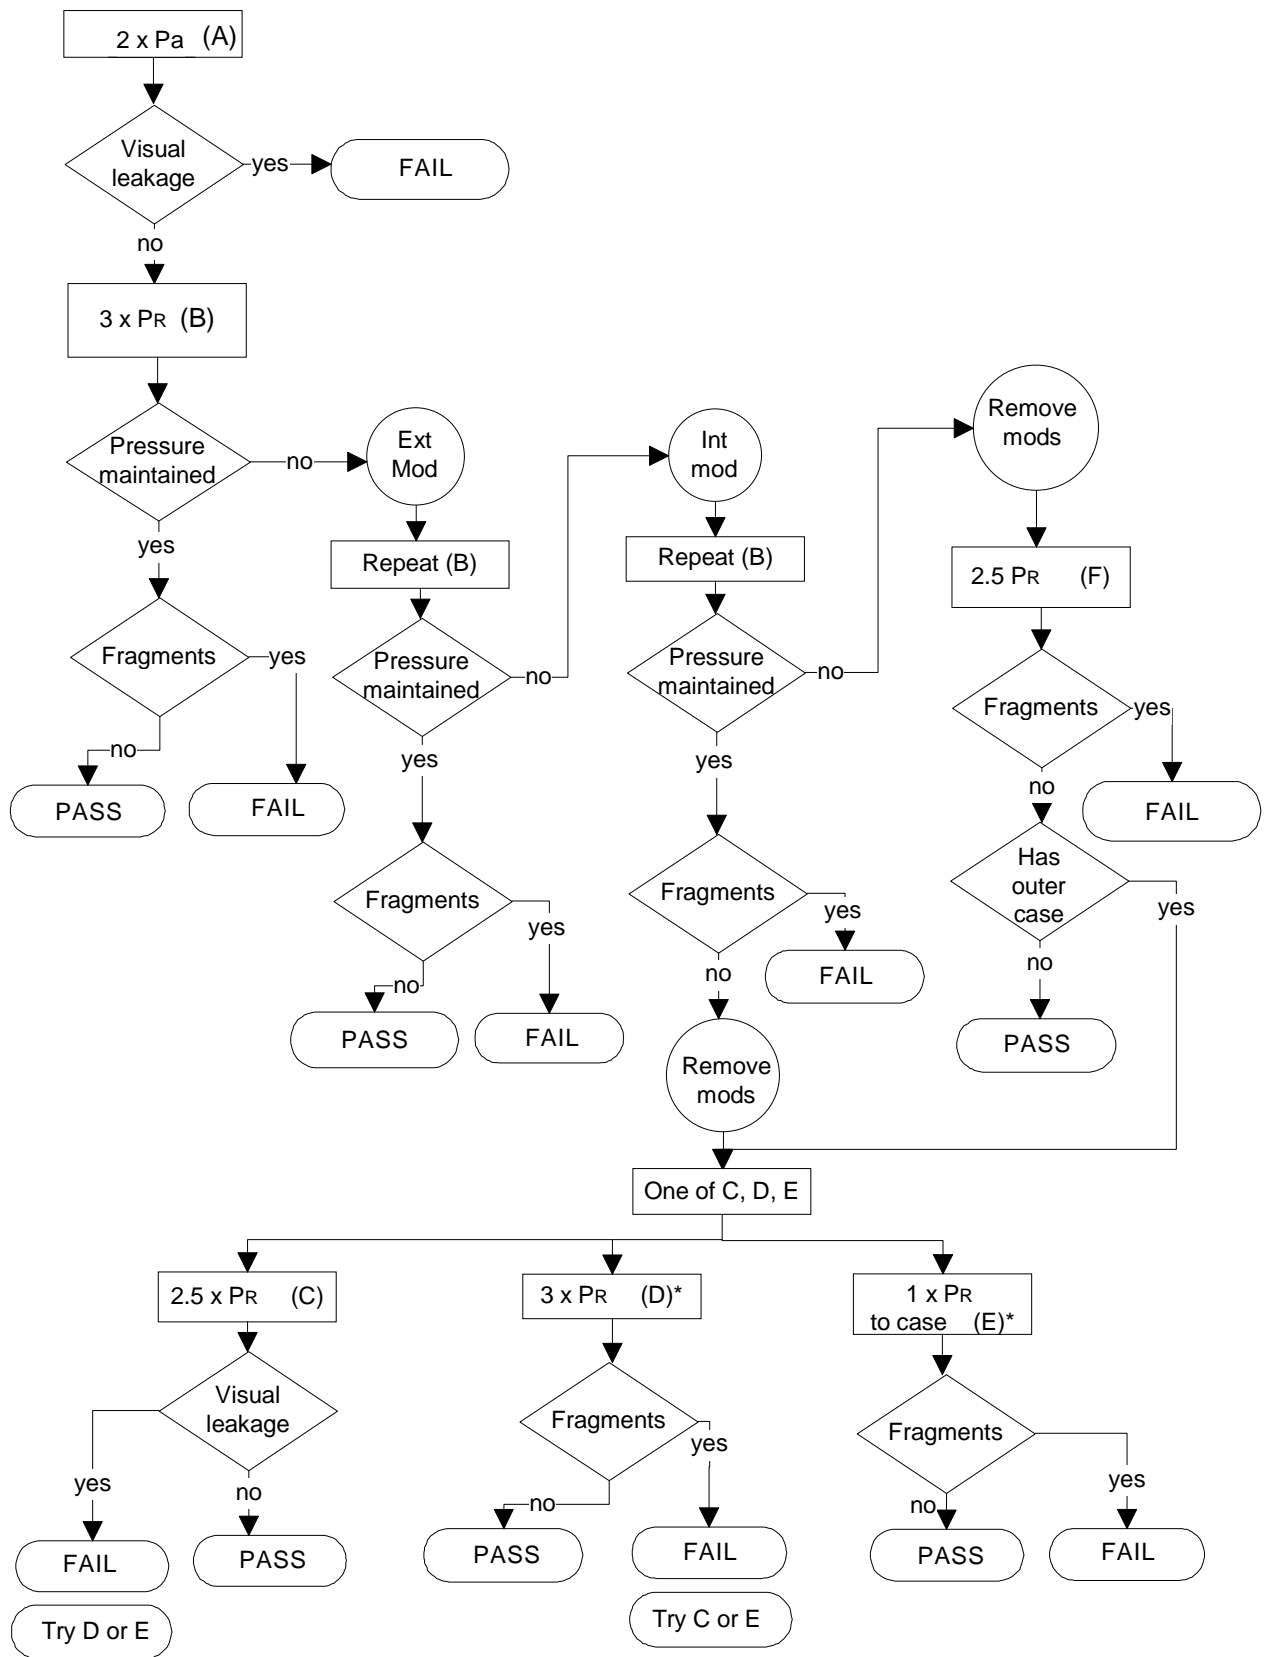 2 x Pa (A)
Visual
leakage
yes
FAIL
no
3 x PR (B)
Pressure
maintained
no
Ext
Mod
Int
mod
Remove
mods
yes
Repeat (B)
Repeat (B)
2.5 PR (F)
Fragments
yes
Pressure
maintained
no
Pressure
maintained
no
Fragments
yes
no
PASS
FAIL
yes
yes
no
FAIL
Fragments
yes
no
PASS
FAIL
Fragments
yes
no
FAIL
Has
outer
case
yes
no
PASS
Remove
mods
One of C, D, E
2.5 x PR (C)
3 x PR (D)*
1 x PR
to case (E)*
Visual
leakage
yes
no
FAIL
PASS
Try D or E
Fragments
yes
no
PASS
FAIL
Try C or E
Fragments
yes
no
PASS
FAIL